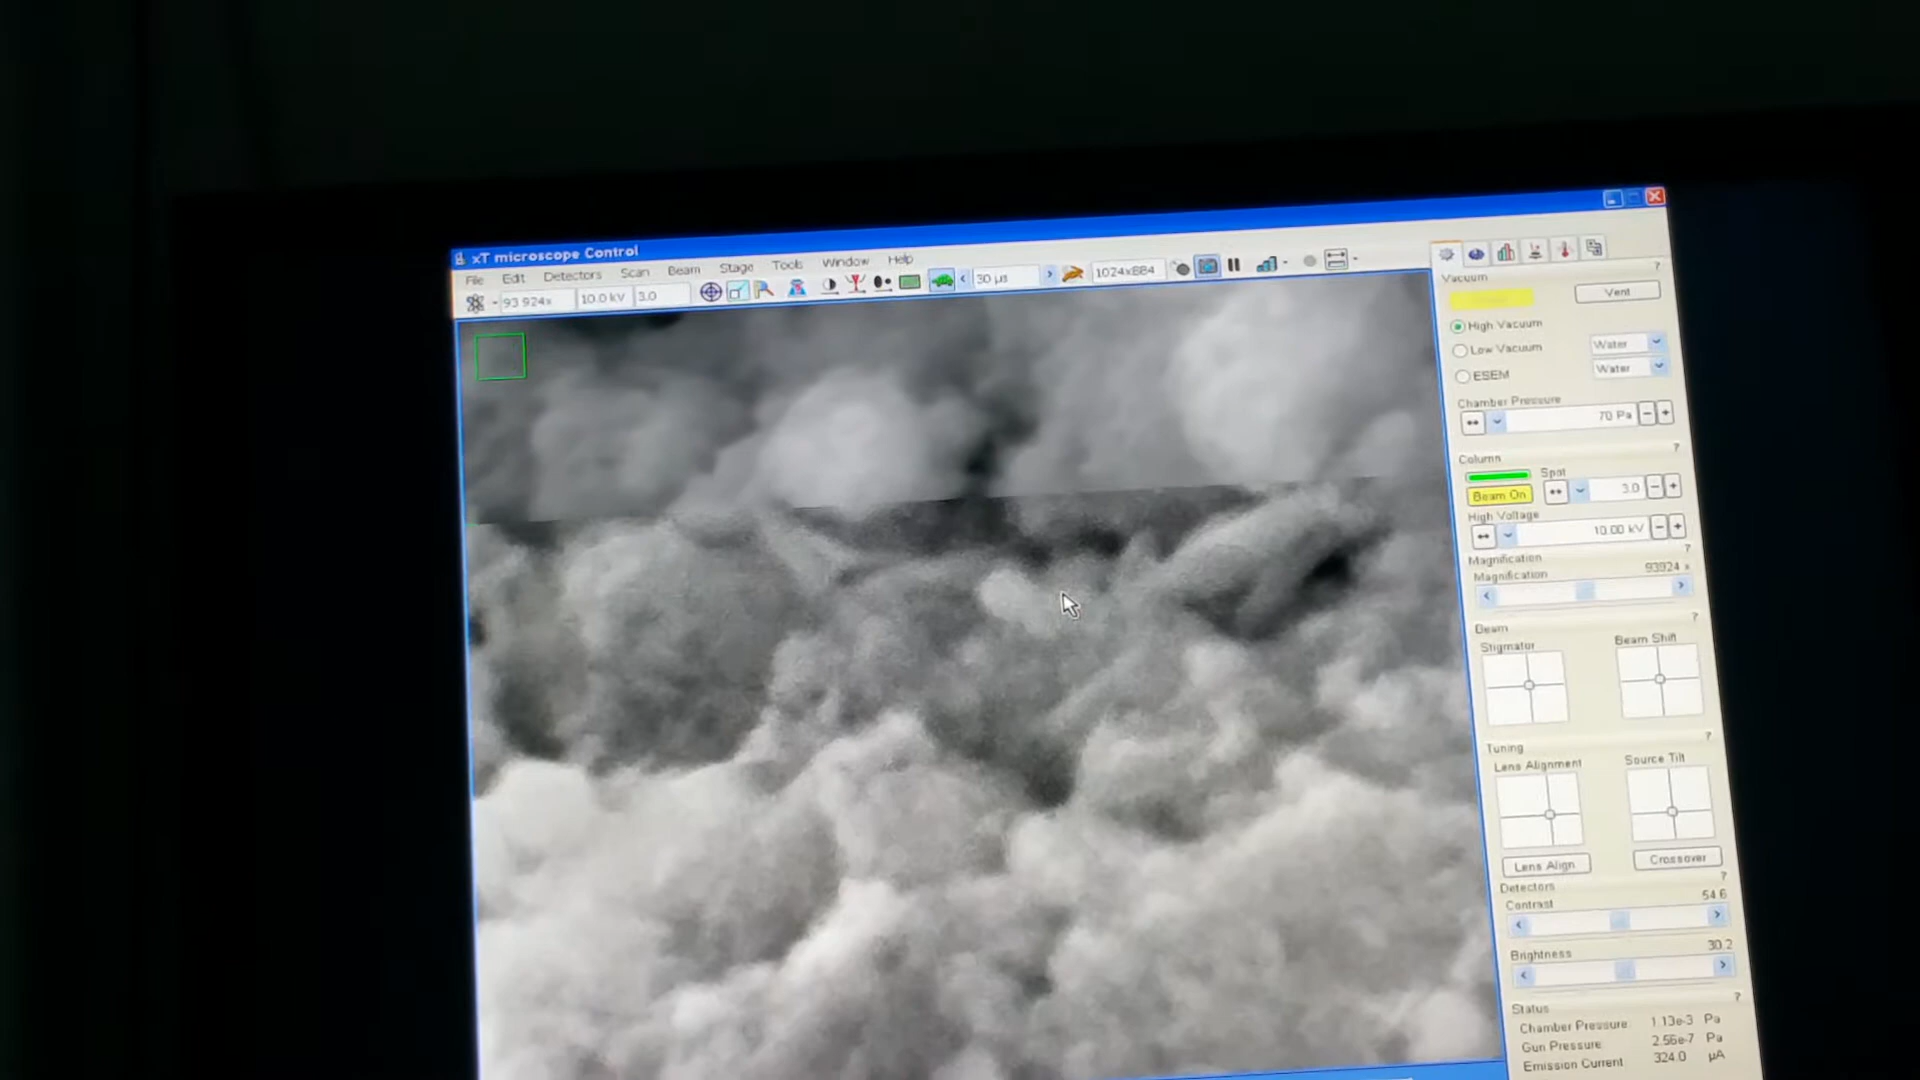 xT microscope Control
File Edit Detectors Scan Beam Stage Tools Window Help
93 924x 10.0 kV 3.0 30 µs 1024x884
Vacuum ?
Vent
High Vacuum
Low Vacuum Water
ESEM Water
Chamber Pressure
70 Pa
Column ?
Spot
Beam On 3.0
High Voltage
10.00 kV
Magnification ?
Magnification 93924 x
Beam ?
Stigmator Beam Shift
Tuning ?
Lens Alignment Source Tilt
Lens Align Crossover
Detectors ?
Contrast 54.6
Brightness 30.2
Status ?
Chamber Pressure: 1.13e-3 Pa
Gun Pressure: 2.56e-7 Pa
Emission Current: 324.0 µA